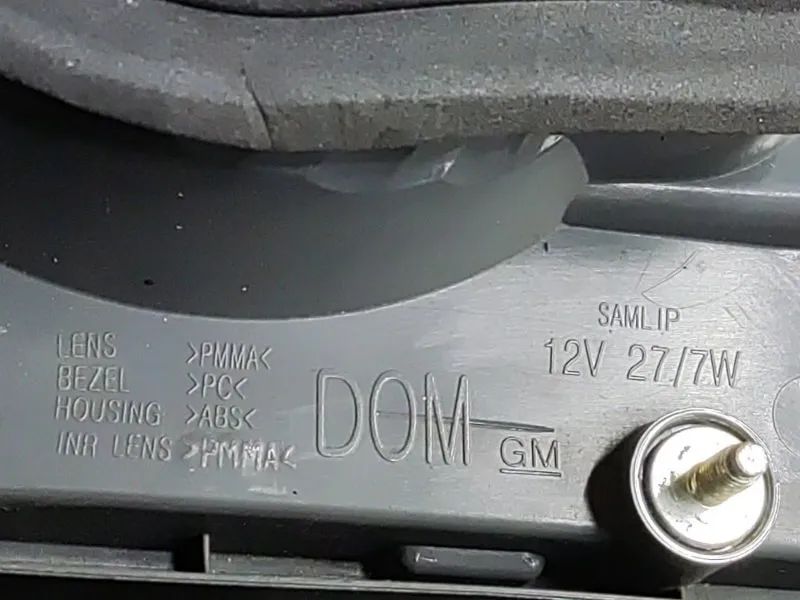 LENS >PMMA<
BEZEL >PC<
HOUSING >ABS<
INR LENS >PMMA<
DOM
GM
SAMLIP
12V 27/7W